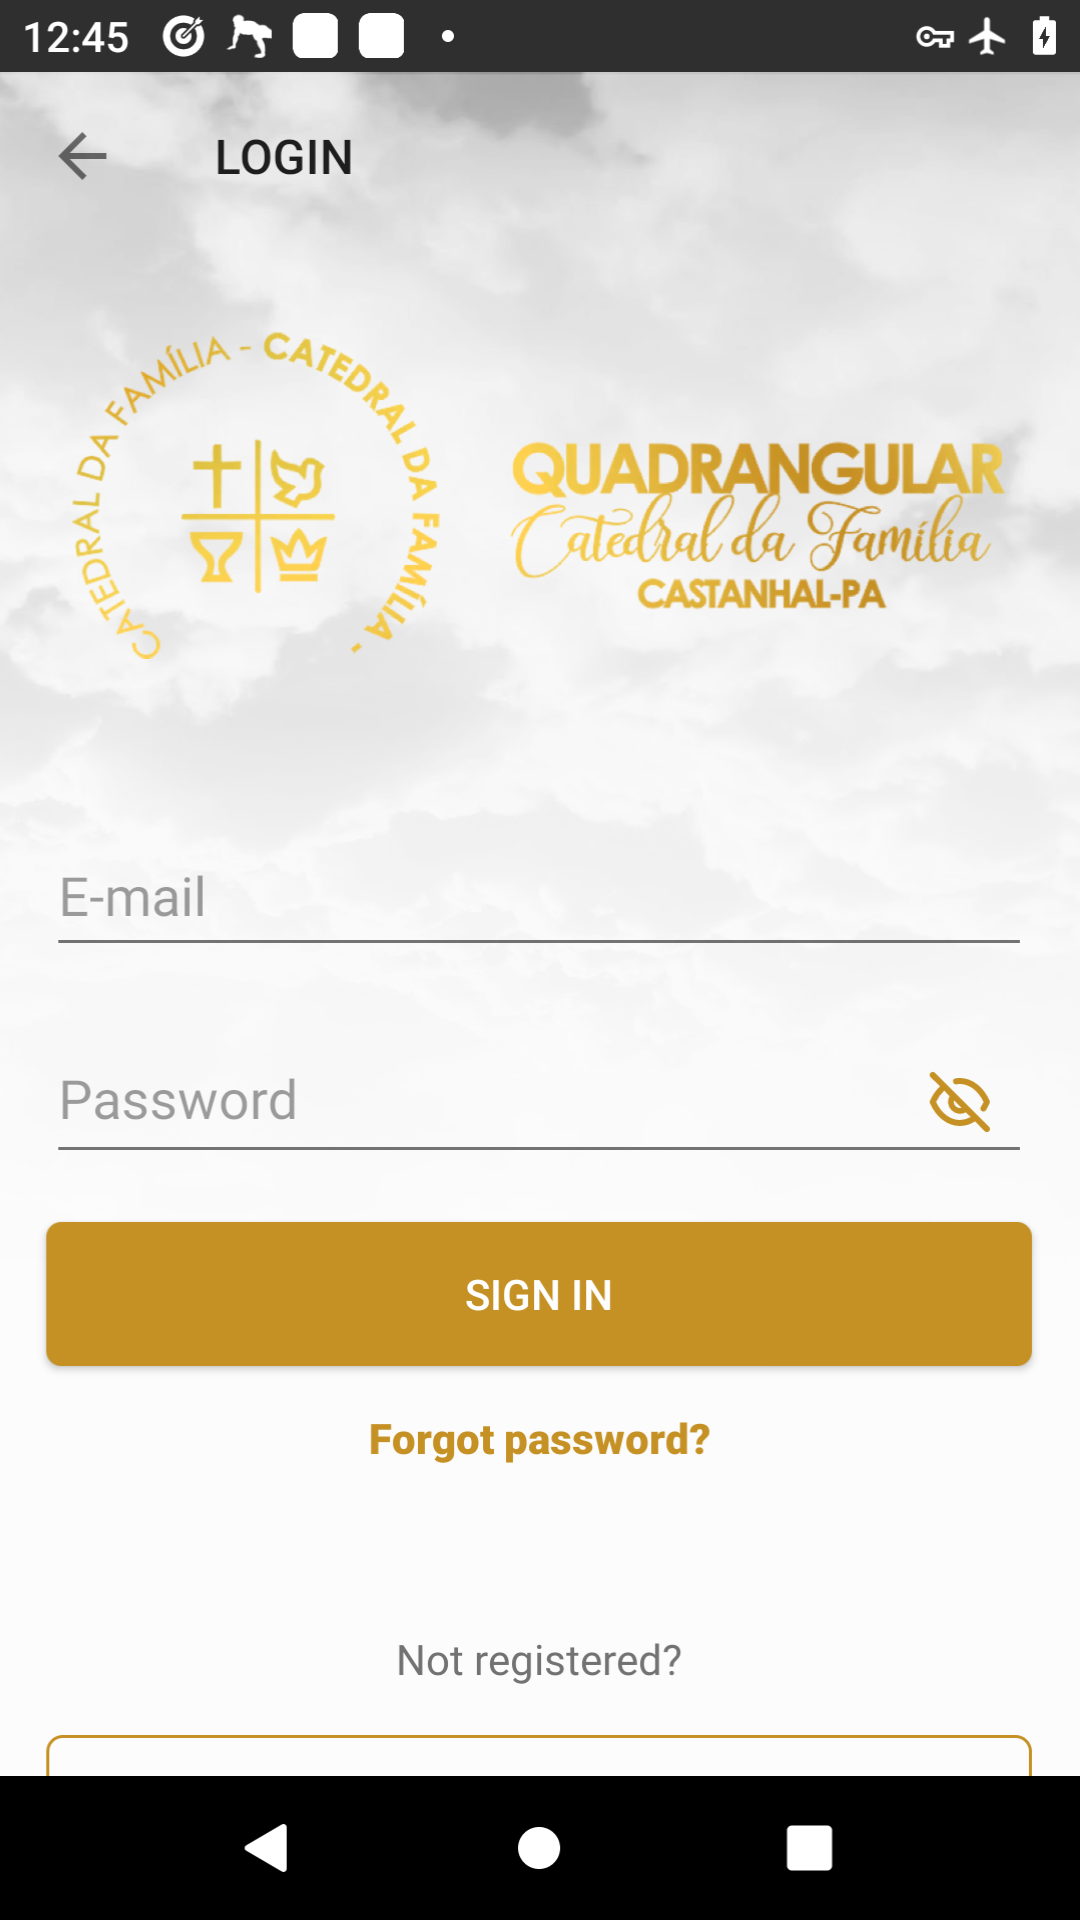 12:45
LOGIN
CATEDRAL DA FAMÍLIA - CATEDRAL DA FAMÍLIA -
QUADRANGULAR
Catedral da Família
CASTANHAL-PA
E-mail
Password
SIGN IN
Forgot password?
Not registered?